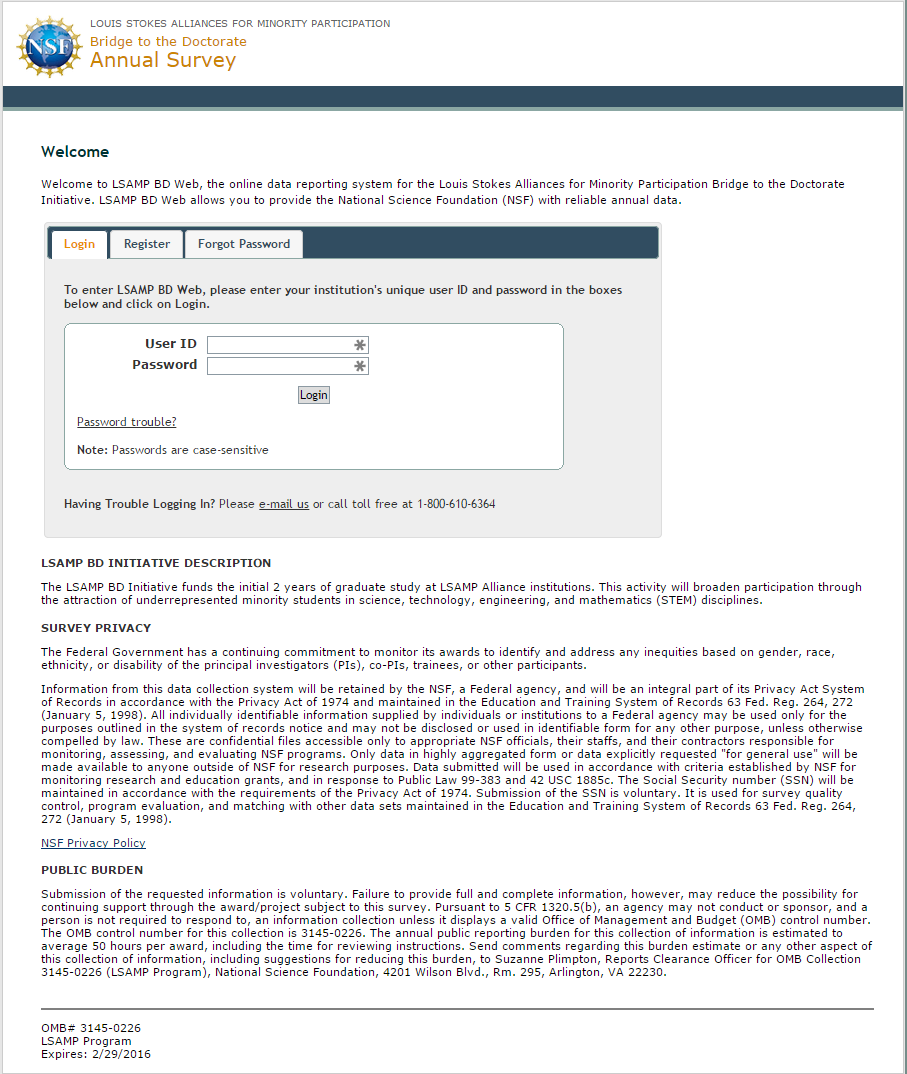 LOUIS STOKES ALLIANCES FOR MINORITY PARTICIPATION
Bridge to the Doctorate
Annual Survey
NSF
Welcome
Welcome to LSAMP BD Web, the online data reporting system for the Louis Stokes Alliances for Minority Participation Bridge to the Doctorate
Initiative. LSAMP BD Web allows you to provide the National Science Foundation (NSF) with reliable annual data.
Login
Register
Forgot Password
To enter LSAMP BD Web, please enter your institution's unique user ID and password in the boxes
below and click on Login.
User ID
Password
Login
Password trouble?
Note: Passwords are case-sensitive
Having Trouble Logging In? Please e-mail us or call toll free at 1-800-610-6364
LSAMP BD INITIATIVE DESCRIPTION
The LSAMP BD Initiative funds the initial 2 years of graduate study at LSAMP Alliance institutions. This activity will broaden participation through
the attraction of underrepresented minority students in science, technology, engineering, and mathematics (STEM) disciplines.
SURVEY PRIVACY
The Federal Government has a continuing commitment to monitor its awards to identify and address any inequities based on gender, race,
ethnicity, or disability of the principal investigators (PIs), co-PIs, trainees, or other participants.
Information from this data collection system will be retained by the NSF, a Federal agency, and will be an integral part of its Privacy Act System
of Records in accordance with the Privacy Act of 1974 and maintained in the Education and Training System of Records 63 Fed. Reg. 264, 272
(January 5, 1998). All individually identifiable information supplied by individuals or institutions to a Federal agency may be used only for the
purposes outlined in the system of records notice and may not be disclosed or used in identifiable form for any other purpose, unless otherwise
compelled by law. These are confidential files accessible only to appropriate NSF officials, their staffs, and their contractors responsible for
monitoring, assessing, and evaluating NSF programs. Only data in highly aggregated form or data explicitly requested "for general use" will be
made available to anyone outside of NSF for research purposes. Data submitted will be used in accordance with criteria established by NSF for
monitoring research and education grants, and in response to Public Law 99-383 and 42 USC 1885c. The Social Security number (SSN) will be
maintained in accordance with the requirements of the Privacy Act of 1974. Submission of the SSN is voluntary. It is used for survey quality
control, program evaluation, and matching with other data sets maintained in the Education and Training System of Records 63 Fed. Reg. 264,
272 (January 5, 1998).
NSF Privacy Policy
PUBLIC BURDEN
Submission of the requested information is voluntary. Failure to provide full and complete information, however, may reduce the possibility for
continuing support through the award/project subject to this survey. Pursuant to 5 CFR 1320.5(b), an agency may not conduct or sponsor, and a
person is not required to respond to, an information collection unless it displays a valid Office of Management and Budget (OMB) control number.
The OMB control number for this collection is 3145-0226. The annual public reporting burden for this collection of information is estimated to
average 50 hours per award, including the time for reviewing instructions. Send comments regarding this burden estimate or any other aspect of
this collection of information, including suggestions for reducing this burden, to Suzanne Plimpton, Reports Clearance Officer for OMB Collection
3145-0226 (LSAMP Program), National Science Foundation, 4201 Wilson Blvd., Rm. 295, Arlington, VA 22230.
OMB# 3145-0226
LSAMP Program
Expires: 2/29/2016